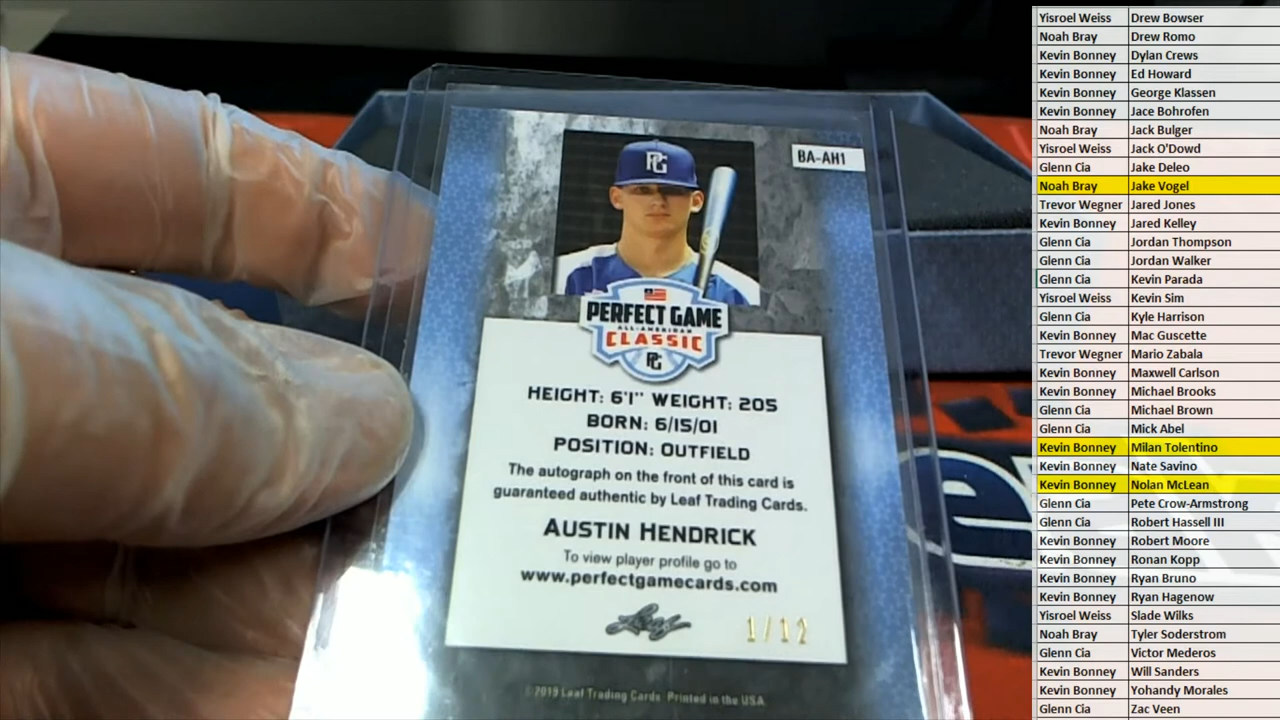 PG
BA-AH1
PERFECT GAME
ALL-AMERICAN
CLASSIC
PG
HEIGHT: 6'1" WEIGHT: 205
BORN: 6/15/01
POSITION: OUTFIELD
The autograph on the front of this card is
guaranteed authentic by Leaf Trading Cards.
AUSTIN HENDRICK
To view player profile go to
www.perfectgamecards.com
Leaf
1/12
©2019 Leaf Trading Cards. Printed in the USA.
Yisroel Weiss Drew Bowser
Noah Bray Drew Romo
Kevin Bonney Dylan Crews
Kevin Bonney Ed Howard
Kevin Bonney George Klassen
Kevin Bonney Jace Bohrofen
Noah Bray Jack Bulger
Yisroel Weiss Jack O'Dowd
Glenn Cia Jake Deleo
Noah Bray Jake Vogel
Trevor Wegner Jared Jones
Kevin Bonney Jared Kelley
Glenn Cia Jordan Thompson
Glenn Cia Jordan Walker
Glenn Cia Kevin Parada
Yisroel Weiss Kevin Sim
Glenn Cia Kyle Harrison
Kevin Bonney Mac Guscette
Trevor Wegner Mario Zabala
Kevin Bonney Maxwell Carlson
Kevin Bonney Michael Brooks
Glenn Cia Michael Brown
Glenn Cia Mick Abel
Kevin Bonney Milan Tolentino
Kevin Bonney Nate Savino
Kevin Bonney Nolan McLean
Glenn Cia Pete Crow-Armstrong
Glenn Cia Robert Hassell III
Kevin Bonney Robert Moore
Kevin Bonney Ronan Kopp
Kevin Bonney Ryan Bruno
Kevin Bonney Ryan Hagenow
Yisroel Weiss Slade Wilks
Noah Bray Tyler Soderstrom
Glenn Cia Victor Mederos
Kevin Bonney Will Sanders
Kevin Bonney Yohandy Morales
Glenn Cia Zac Veen